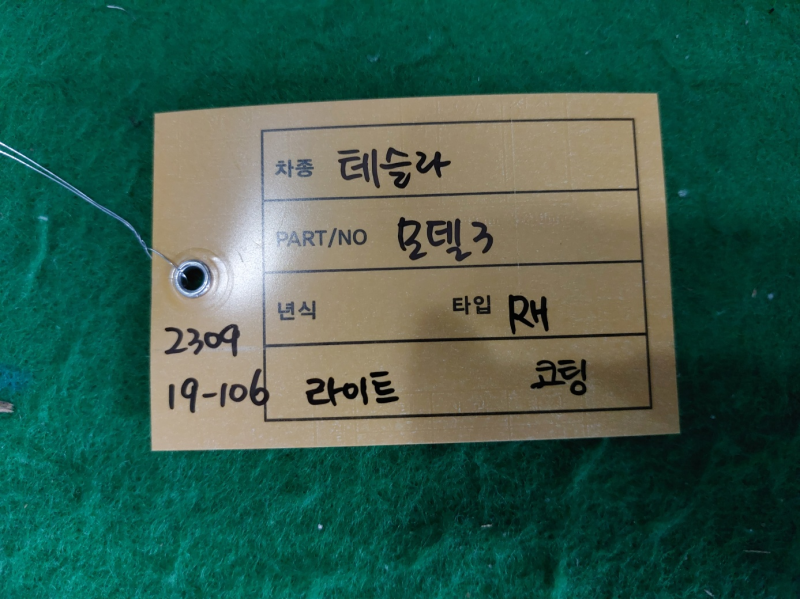 차종 테슬라
PART/NO 모델3
년식 타입 RH
2309
19-106 라이트 코팅